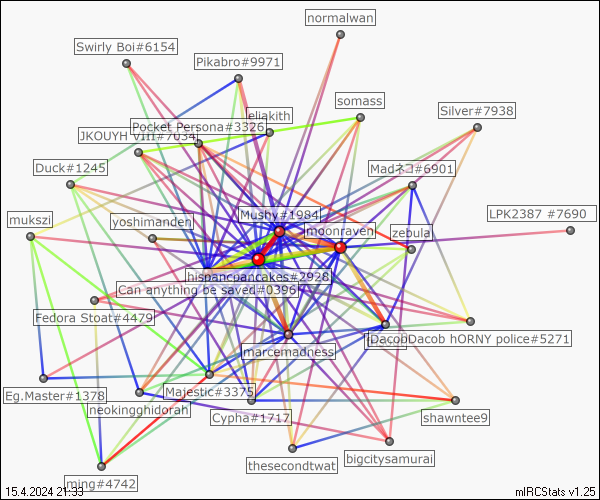 normalwan
Swirly Boi#6154
Pikabro#9971
somass
Silver#7938
eliakith
Pocket Persona#3326
JKOUYH VIII#7034
Duck#1245
Madネコ#6901
mukszi
yoshimanden
Mushy#1984
moonraven
zebula
LPK2387 #7690
hispancpancakes#2928
Can anything be saved#0396
Fedora Stoat#4479
DacobDacob hORNY police#5271
marcemadness
Eg.Master#1378
Majestic#3375
neokingghidorah
Cypha#1717
shawntee9
thesecondtwat
bigcitysamurai
ming#4742
15.4.2024 21:33
mIRCStats v1.25